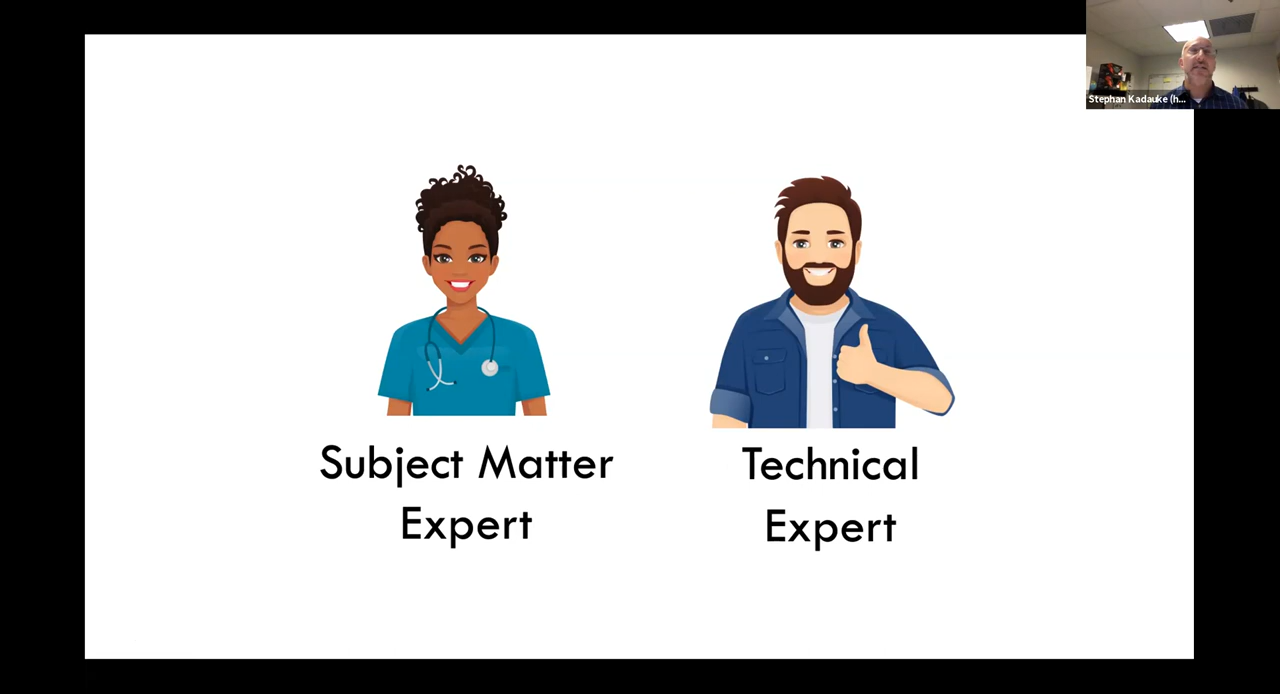 Stephan Kadauke (h...
Subject Matter
Expert
Technical
Expert